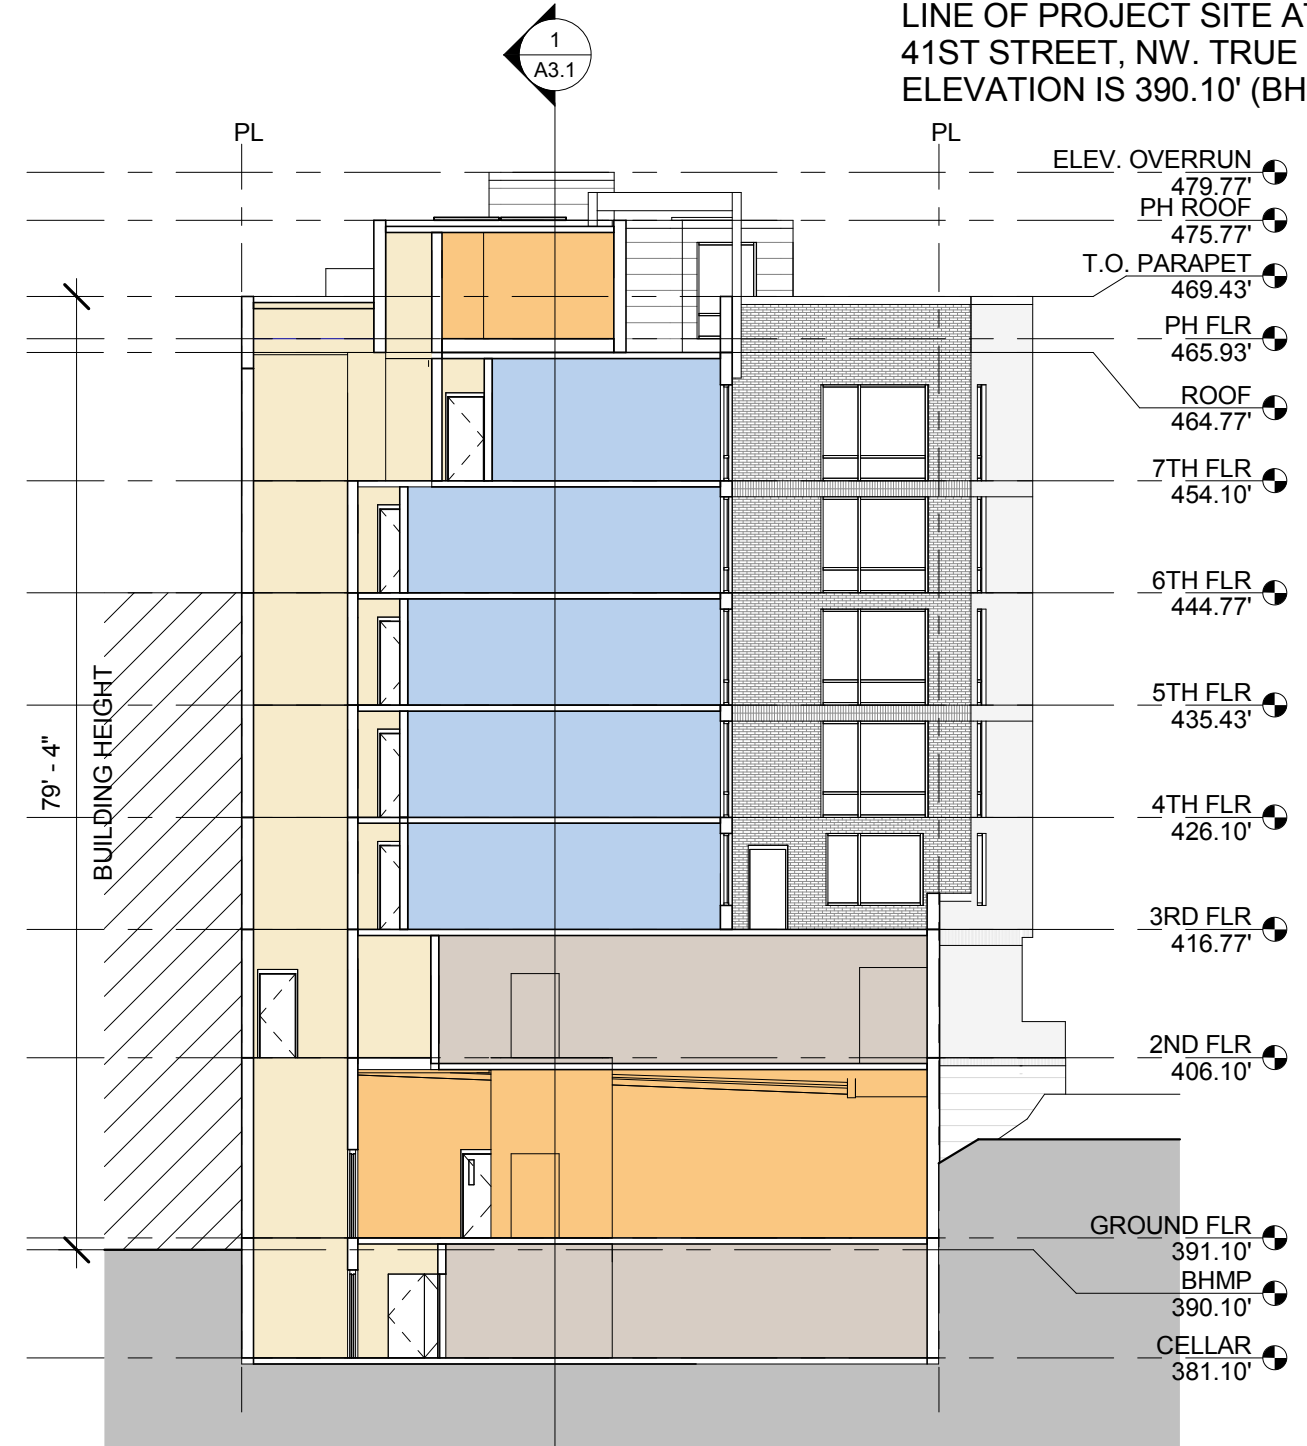 LINE OF PROJECT SITE AT
41ST STREET, NW. TRUE
ELEVATION IS 390.10' (BH
1
A3.1
PL
PL
ELEV. OVERRUN
479.77'
PH ROOF
475.77'
T.O. PARAPET
469.43'
PH FLR
465.93'
ROOF
464.77'
7TH FLR
454.10'
6TH FLR
444.77'
5TH FLR
435.43'
4TH FLR
426.10'
3RD FLR
416.77'
2ND FLR
406.10'
GROUND FLR
391.10'
BHMP
390.10'
CELLAR
381.10'
79' - 4"
BUILDING HEIGHT